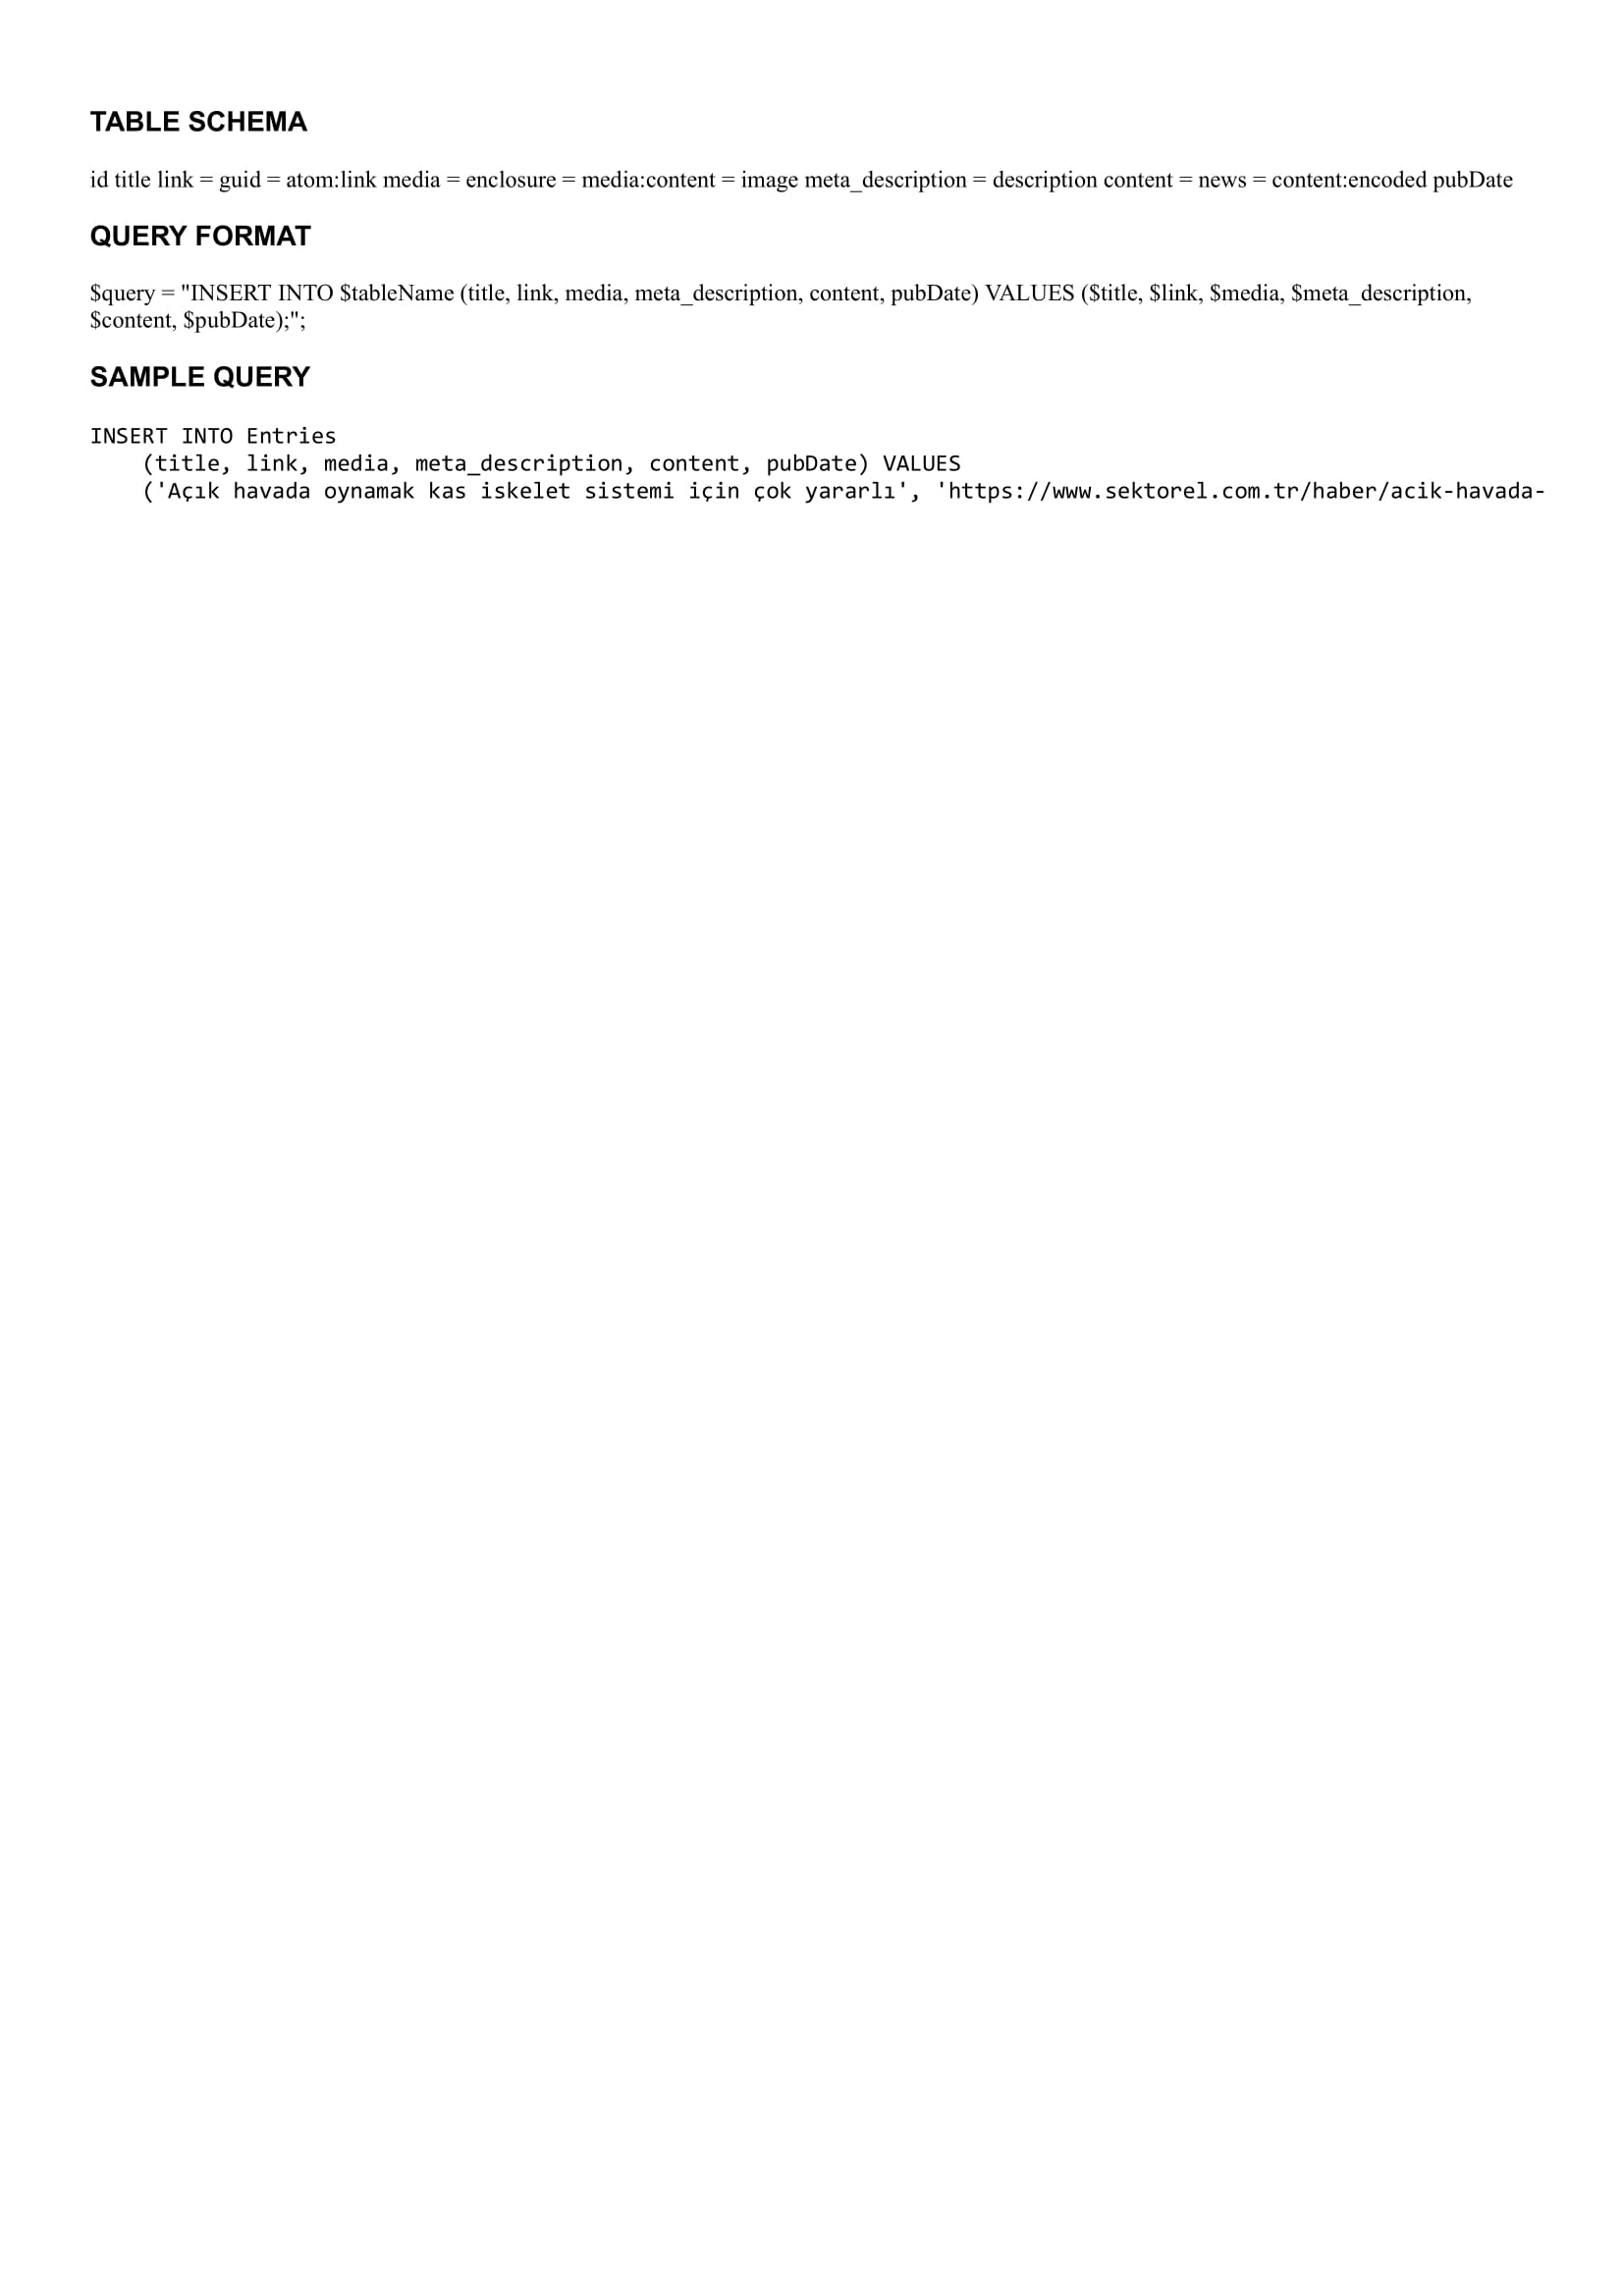 TABLE SCHEMA
id title link = guid = atom:link media = enclosure = media:content = image meta_description = description content = news = content:encoded pubDate
QUERY FORMAT
$query = "INSERT INTO $tableName (title, link, media, meta_description, content, pubDate) VALUES ($title, $link, $media, $meta_description,
$content, $pubDate);";
SAMPLE QUERY
INSERT INTO Entries
    (title, link, media, meta_description, content, pubDate) VALUES
    ('Açık havada oynamak kas iskelet sistemi için çok yararlı', 'https://www.sektorel.com.tr/haber/acik-havada-